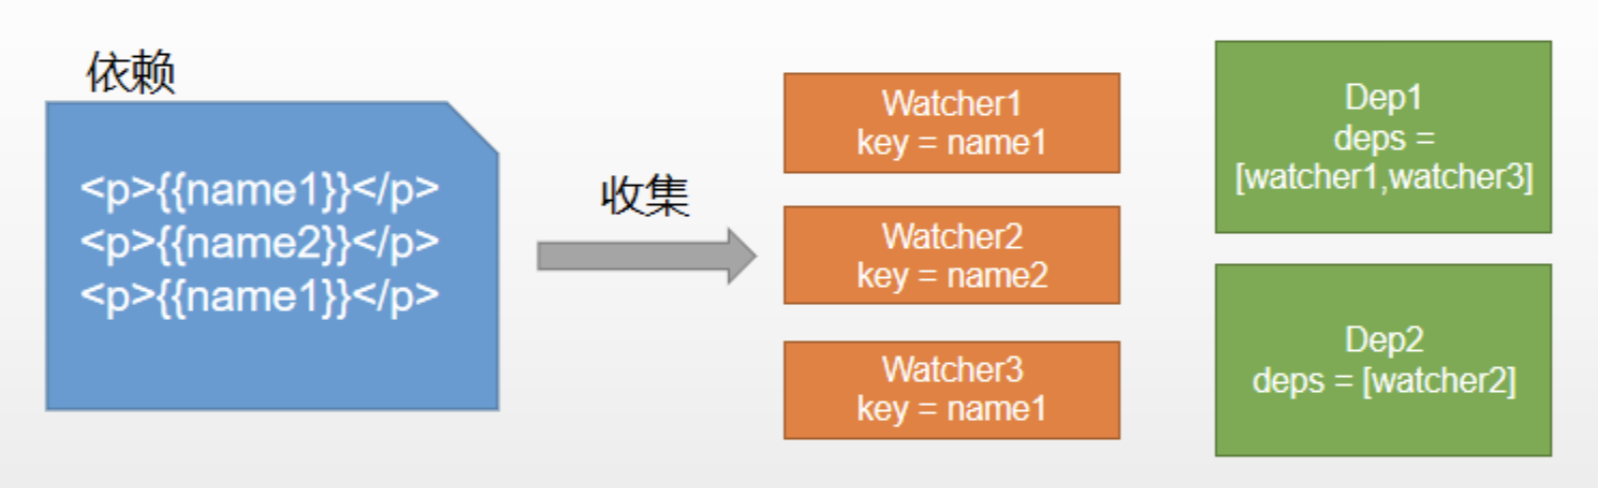 依赖
<p>{{name1}}</p>
<p>{{name2}}</p>
<p>{{name1}}</p>
收集
Watcher1
key = name1
Watcher2
key = name2
Watcher3
key = name1
Dep1
deps =
[watcher1,watcher3]
Dep2
deps = [watcher2]